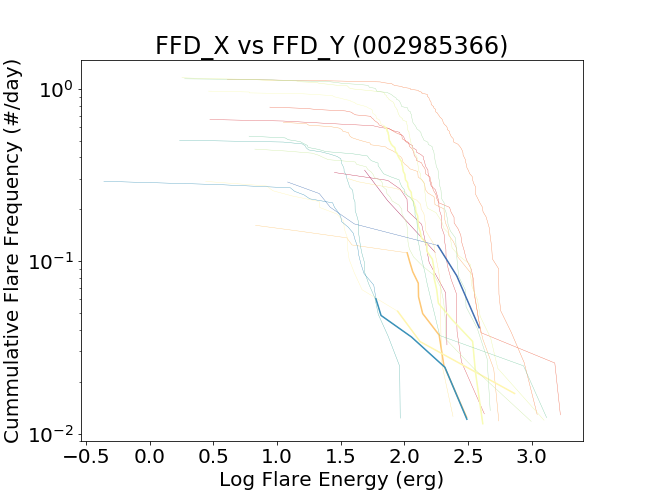 FFD_X vs FFD_Y (002985366)
Cummulative Flare Frequency (#/day)
10⁰
10⁻¹
10⁻²
−0.5 0.0 0.5 1.0 1.5 2.0 2.5 3.0
Log Flare Energy (erg)